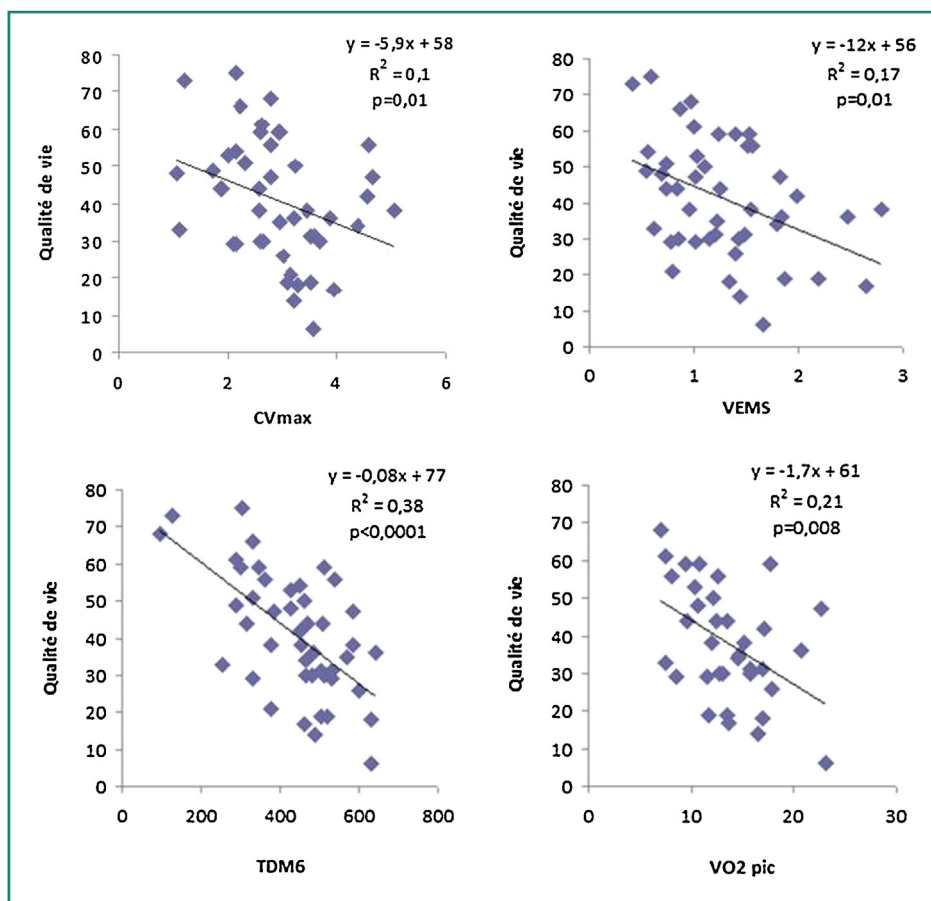 y = -5,9x + 58
R² = 0,1
p=0,01
Qualité de vie
80
70
60
50
40
30
20
10
0
0 2 4 6
CVmax
y = -12x + 56
R² = 0,17
p=0,01
Qualité de vie
80
70
60
50
40
30
20
10
0
0 1 2 3
VEMS
y = -0,08x + 77
R² = 0,38
p<0,0001
Qualité de vie
80
70
60
50
40
30
20
10
0
0 200 400 600 800
TDM6
y = -1,7x + 61
R² = 0,21
p=0,008
Qualité de vie
80
70
60
50
40
30
20
10
0
0 10 20 30
VO2 pic